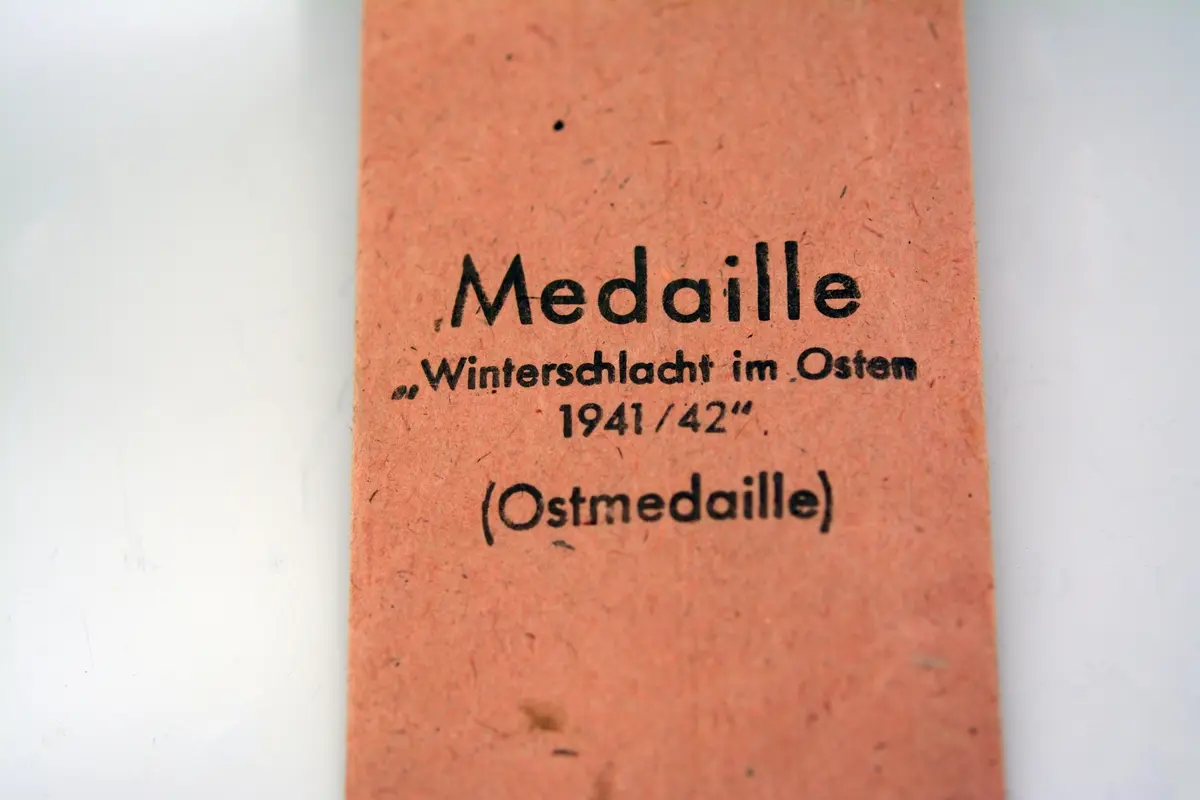 Medaille
„Winterschlacht im Osten
1941/42“
(Ostmedaille)